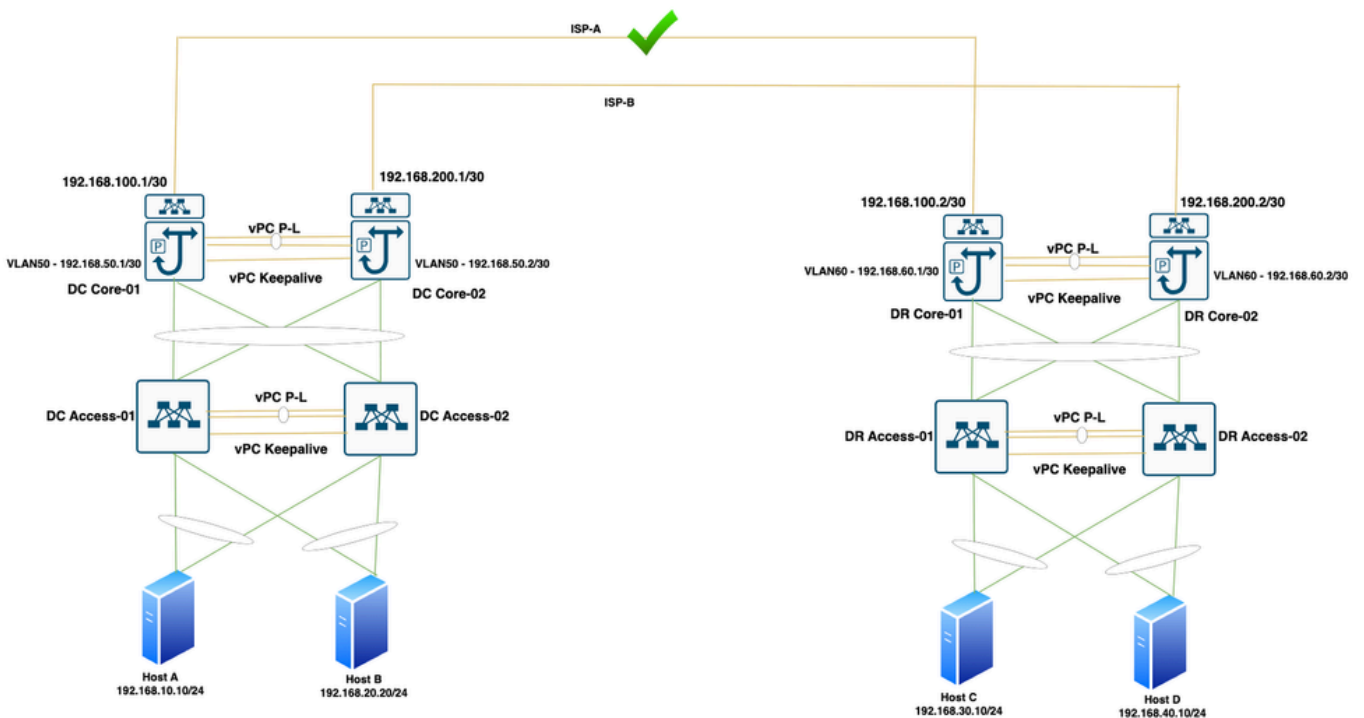 ISP-A
ISP-B
192.168.100.1/30
192.168.200.1/30
192.168.100.2/30
192.168.200.2/30
P
vPC P-L
P
P
vPC P-L
P
VLAN50 - 192.168.50.1/30
VLAN50 - 192.168.50.2/30
VLAN60 - 192.168.60.1/30
VLAN60 - 192.168.60.2/30
vPC Keepalive
vPC Keepalive
DC Core-01
DC Core-02
DR Core-01
DR Core-02
vPC P-L
DC Access-01
DC Access-02
vPC Keepalive
vPC P-L
DR Access-01
DR Access-02
vPC Keepalive
Host A
192.168.10.10/24
Host B
192.168.20.20/24
Host C
192.168.30.10/24
Host D
192.168.40.10/24